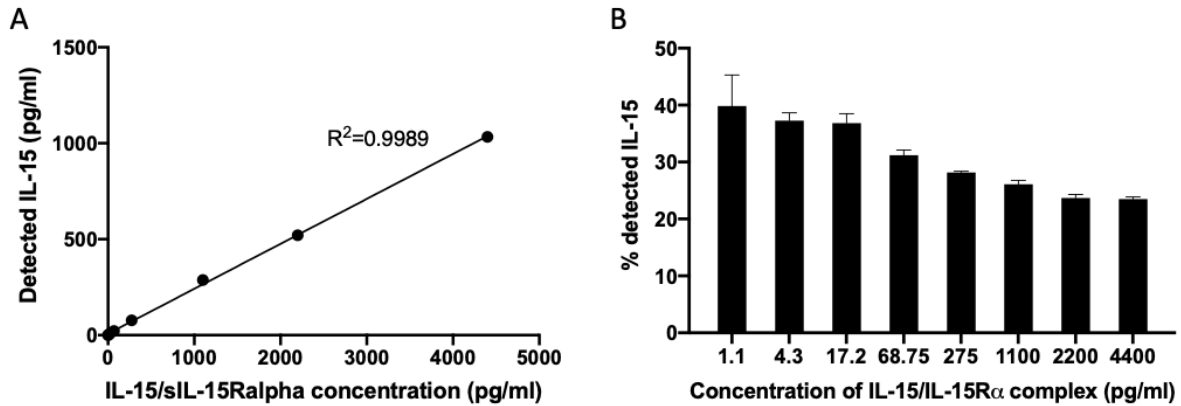 A
1500
1000
500
0
Detected IL-15 (pg/ml)
R²=0.9989
0 1000 2000 3000 4000 5000
IL-15/sIL-15Ralpha concentration (pg/ml)
B
50
40
30
20
10
0
% detected IL-15
1.1 4.3 17.2 68.75 275 1100 2200 4400
Concentration of IL-15/IL-15Rα complex (pg/ml)